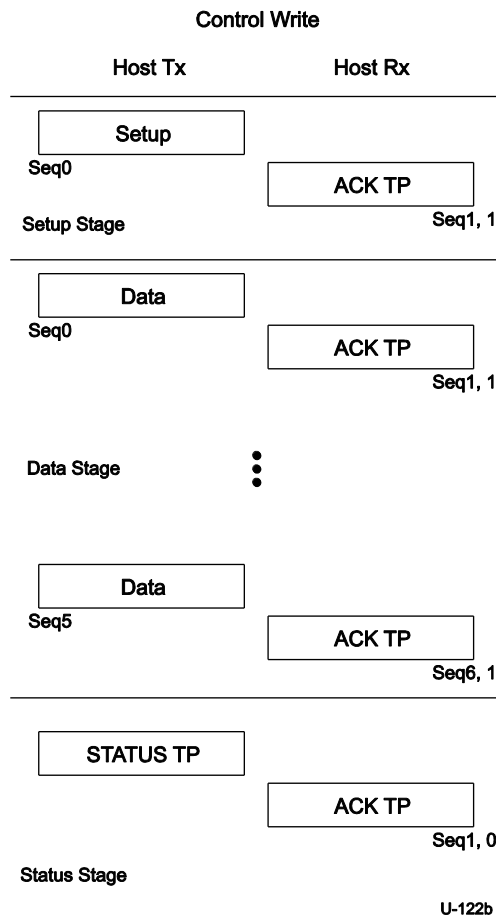 Control Write
Host Tx Host Rx
Setup
Seq0
ACK TP
Seq1, 1
Setup Stage
Data
Seq0
ACK TP
Seq1, 1
Data Stage
Data
Seq5
ACK TP
Seq6, 1
STATUS TP
ACK TP
Seq1, 0
Status Stage
U-122b